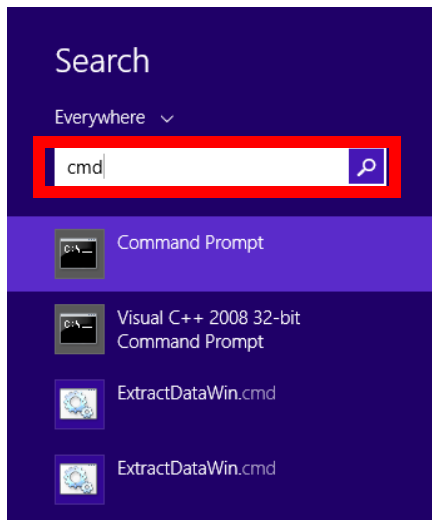 Search
Everywhere
cmd
Command Prompt
Visual C++ 2008 32-bit
Command Prompt
ExtractDataWin.cmd
ExtractDataWin.cmd